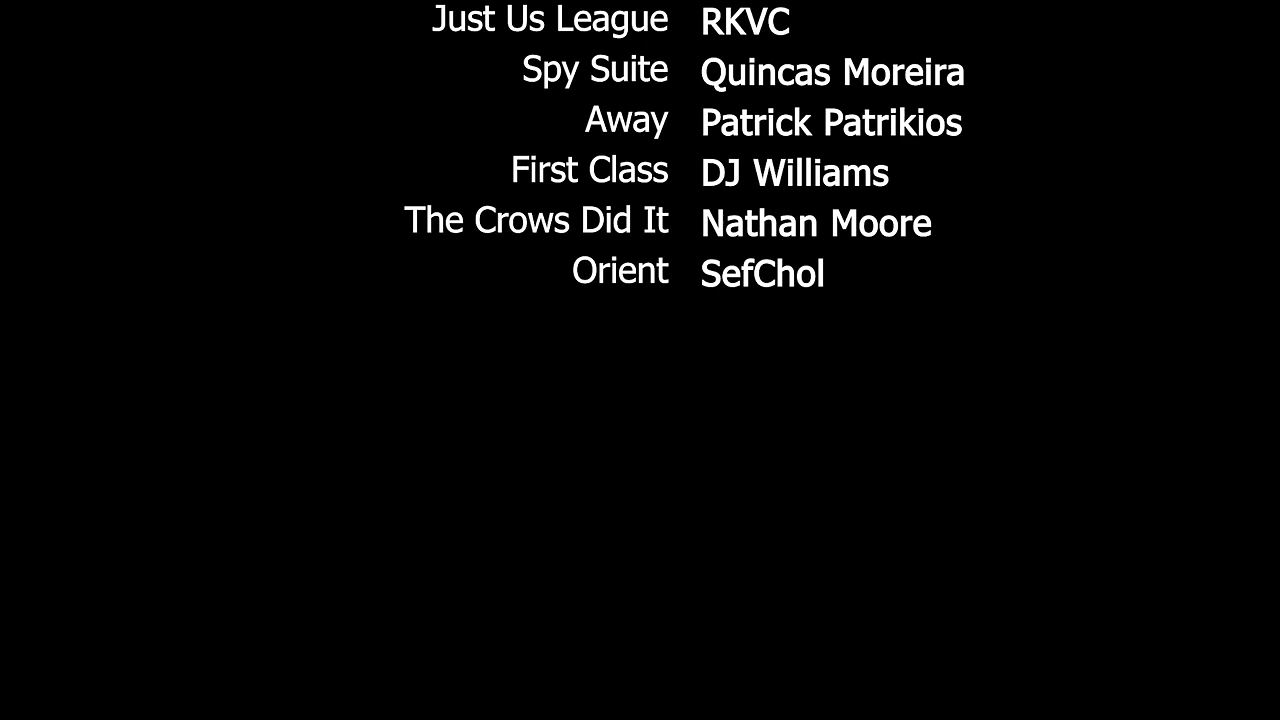 Just Us League RKVC
Spy Suite Quincas Moreira
Away Patrick Patrikios
First Class DJ Williams
The Crows Did It Nathan Moore
Orient SefChol